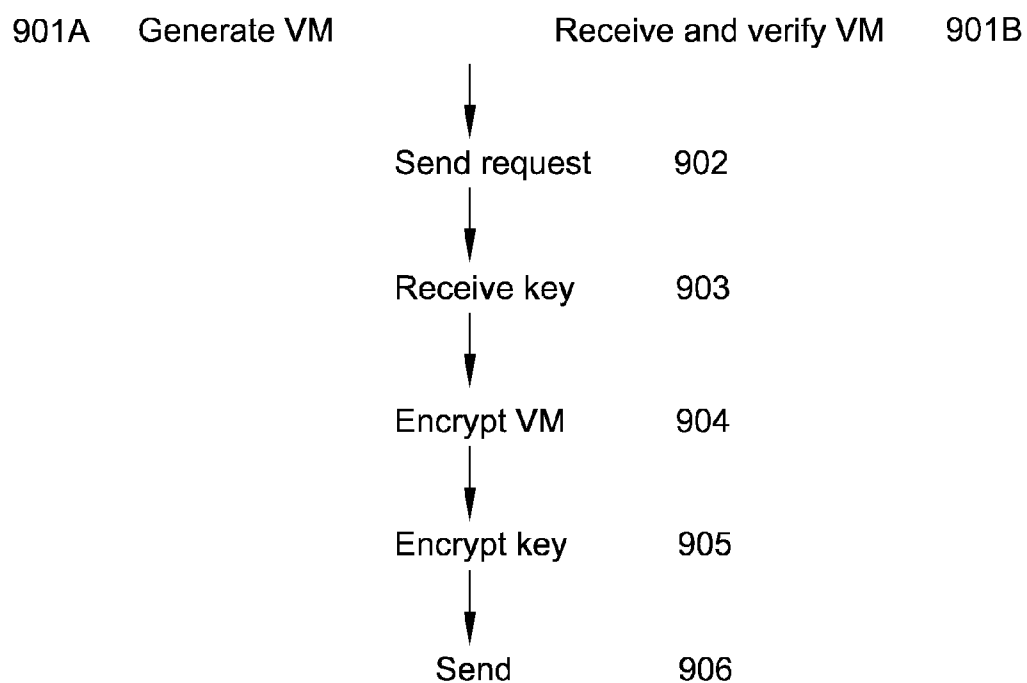 901A Generate VM Receive and verify VM 901B
Send request 902
Receive key 903
Encrypt VM 904
Encrypt key 905
Send 906